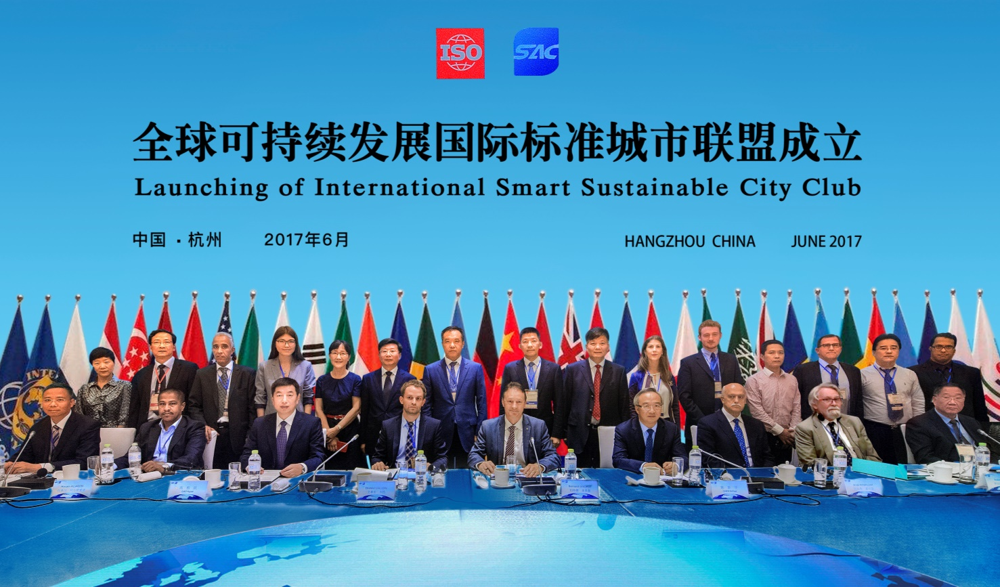 ISO
SAC
全球可持续发展国际标准城市联盟成立
Launching of International Smart Sustainable City Club
中国 · 杭州 2017年6月
HANGZHOU CHINA JUNE 2017
INTE